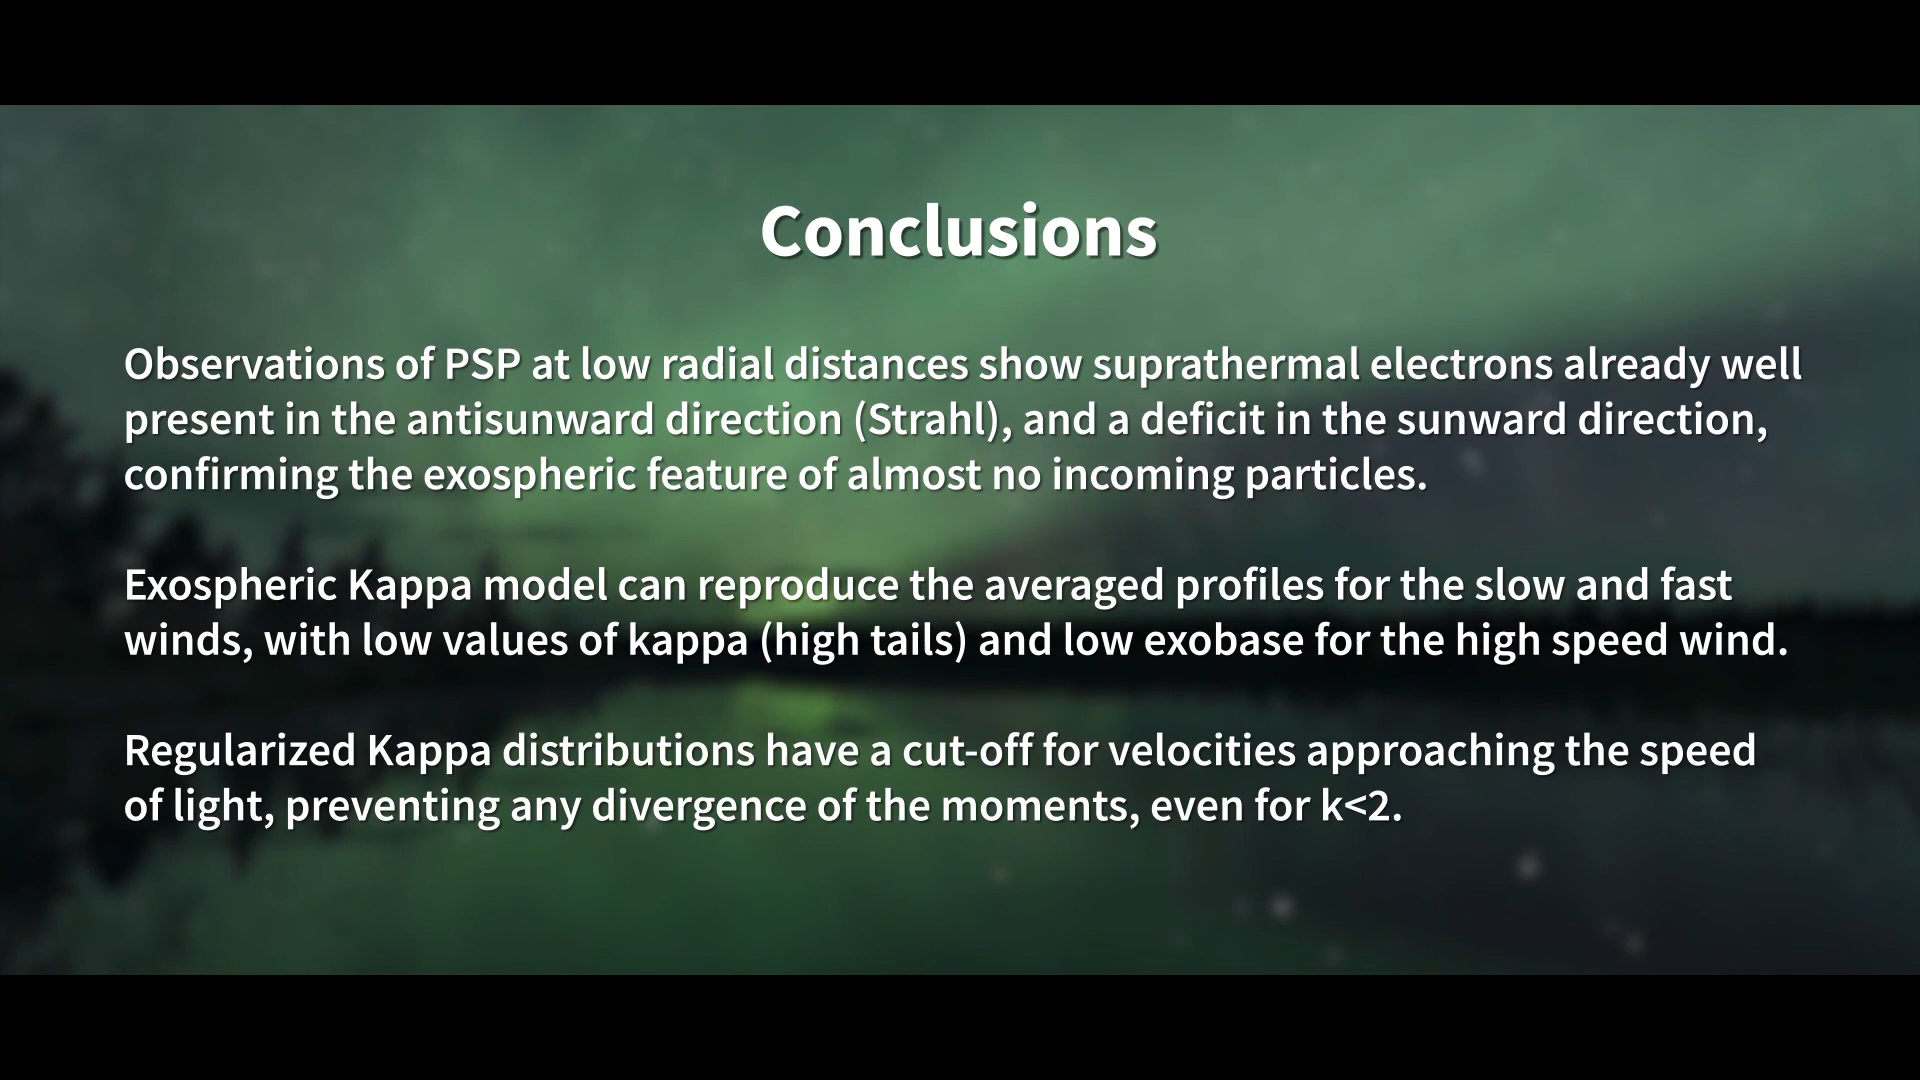 Conclusions
Observations of PSP at low radial distances show suprathermal electrons already well
present in the antisunward direction (Strahl), and a deficit in the sunward direction,
confirming the exospheric feature of almost no incoming particles.
Exospheric Kappa model can reproduce the averaged profiles for the slow and fast
winds, with low values of kappa (high tails) and low exobase for the high speed wind.
Regularized Kappa distributions have a cut-off for velocities approaching the speed
of light, preventing any divergence of the moments, even for k<2.